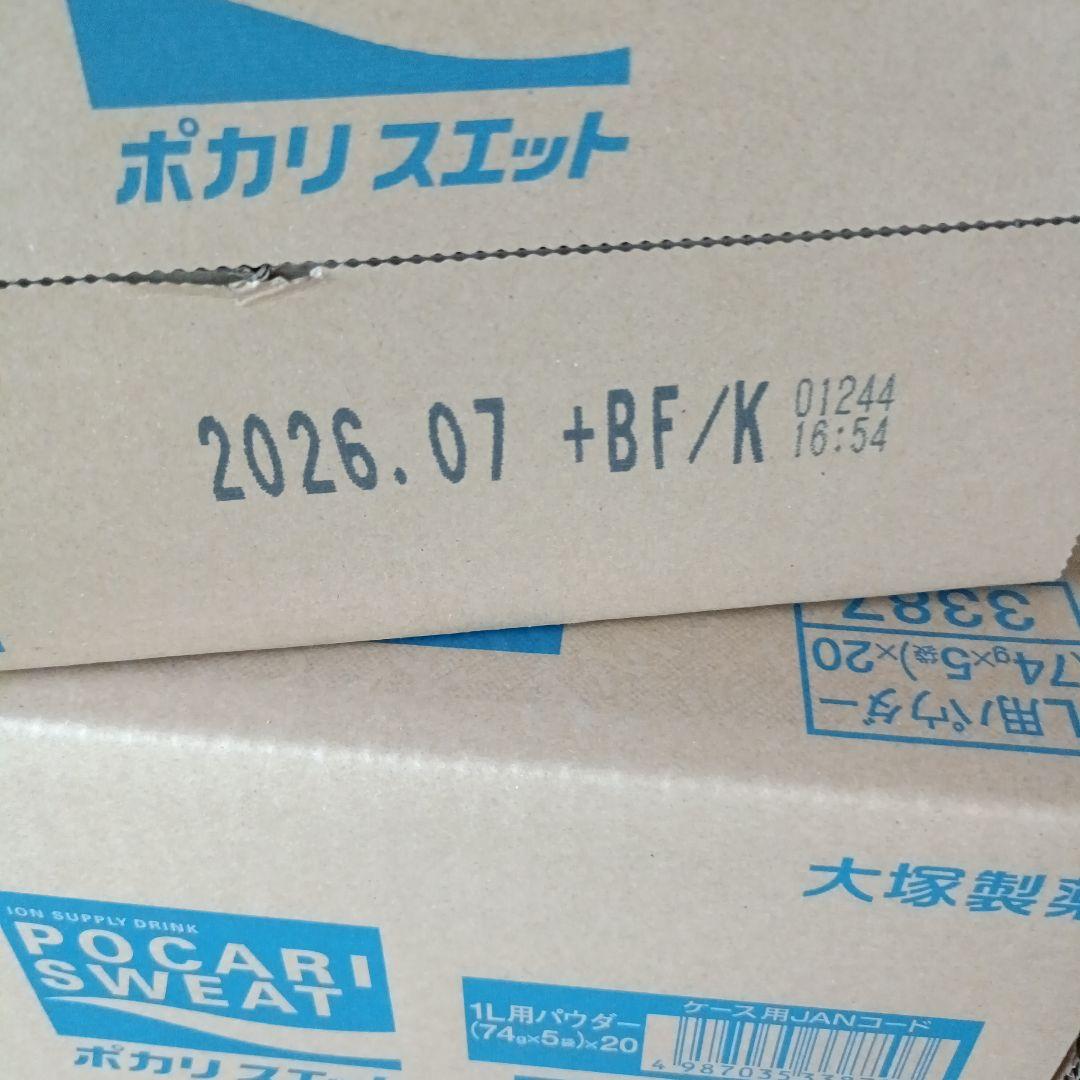 ポカリスエット
2026.07 +BF/K
01244
16:54
3387
(74g×5袋)×20
1L用パウダー
大塚製薬
ION SUPPLY DRINK
POCARI
SWEAT
ポカリスエット
1L用パウダー
(74g×5袋)×20
ケース用JANコード
4 987035 3387